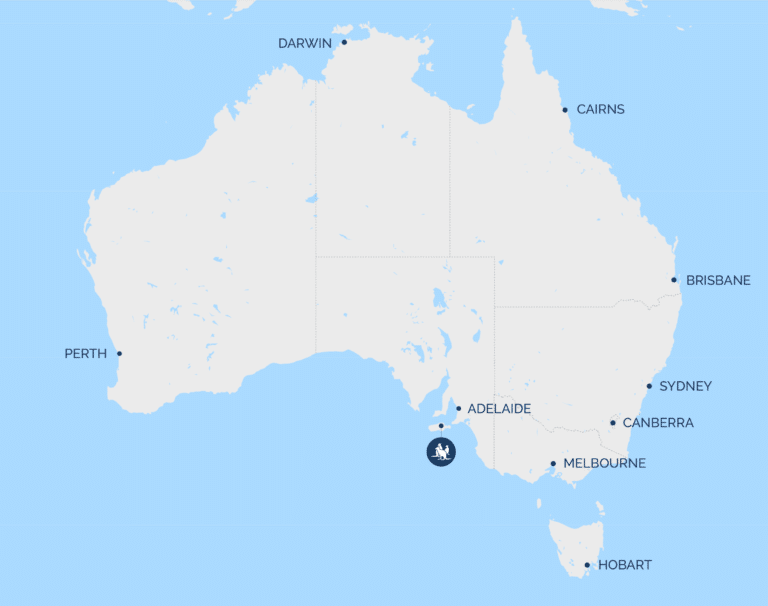 DARWIN
CAIRNS
BRISBANE
PERTH
SYDNEY
ADELAIDE
CANBERRA
MELBOURNE
HOBART